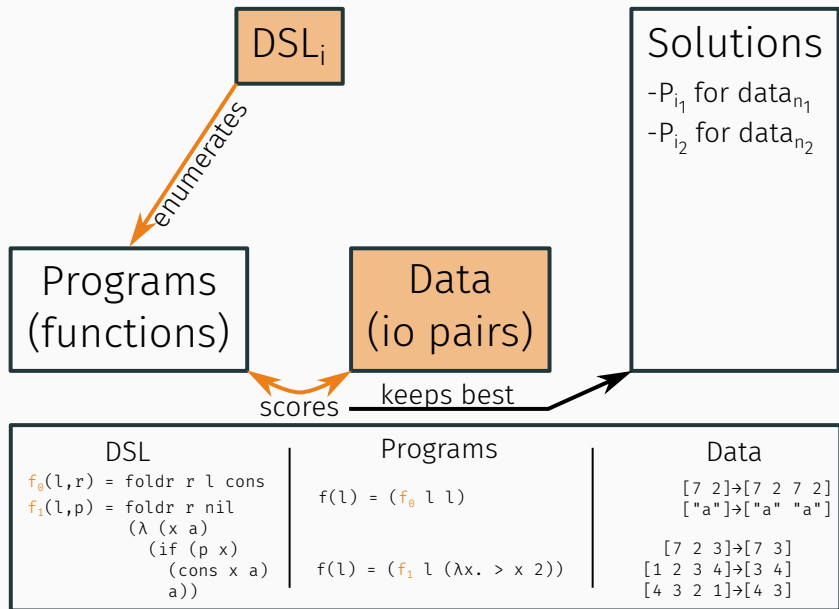 DSLi
enumerates
Programs
(functions)
Data
(io pairs)
Solutions
-Pi1 for datan1
-Pi2 for datan2
scores
keeps best
DSL
f0(l,r) = foldr r l cons
f1(l,p) = foldr r nil
(λ (x a)
(if (p x)
(cons x a)
a))
Programs
f(l) = (f0 l l)
f(l) = (f1 l (λx. > x 2))
Data
[7 2]→[7 2 7 2]
["a"]→["a" "a"]
[7 2 3]→[7 3]
[1 2 3 4]→[3 4]
[4 3 2 1]→[4 3]